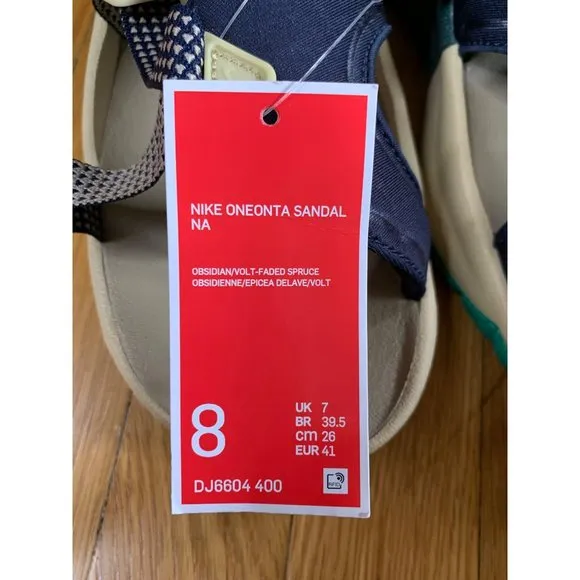 NIKE ONEONTA SANDAL
NA
OBSIDIAN/VOLT-FADED SPRUCE
OBSIDIENNE/EPICEA DELAVE/VOLT
8
UK 7
BR 39.5
cm 26
EUR 41
DJ6604 400